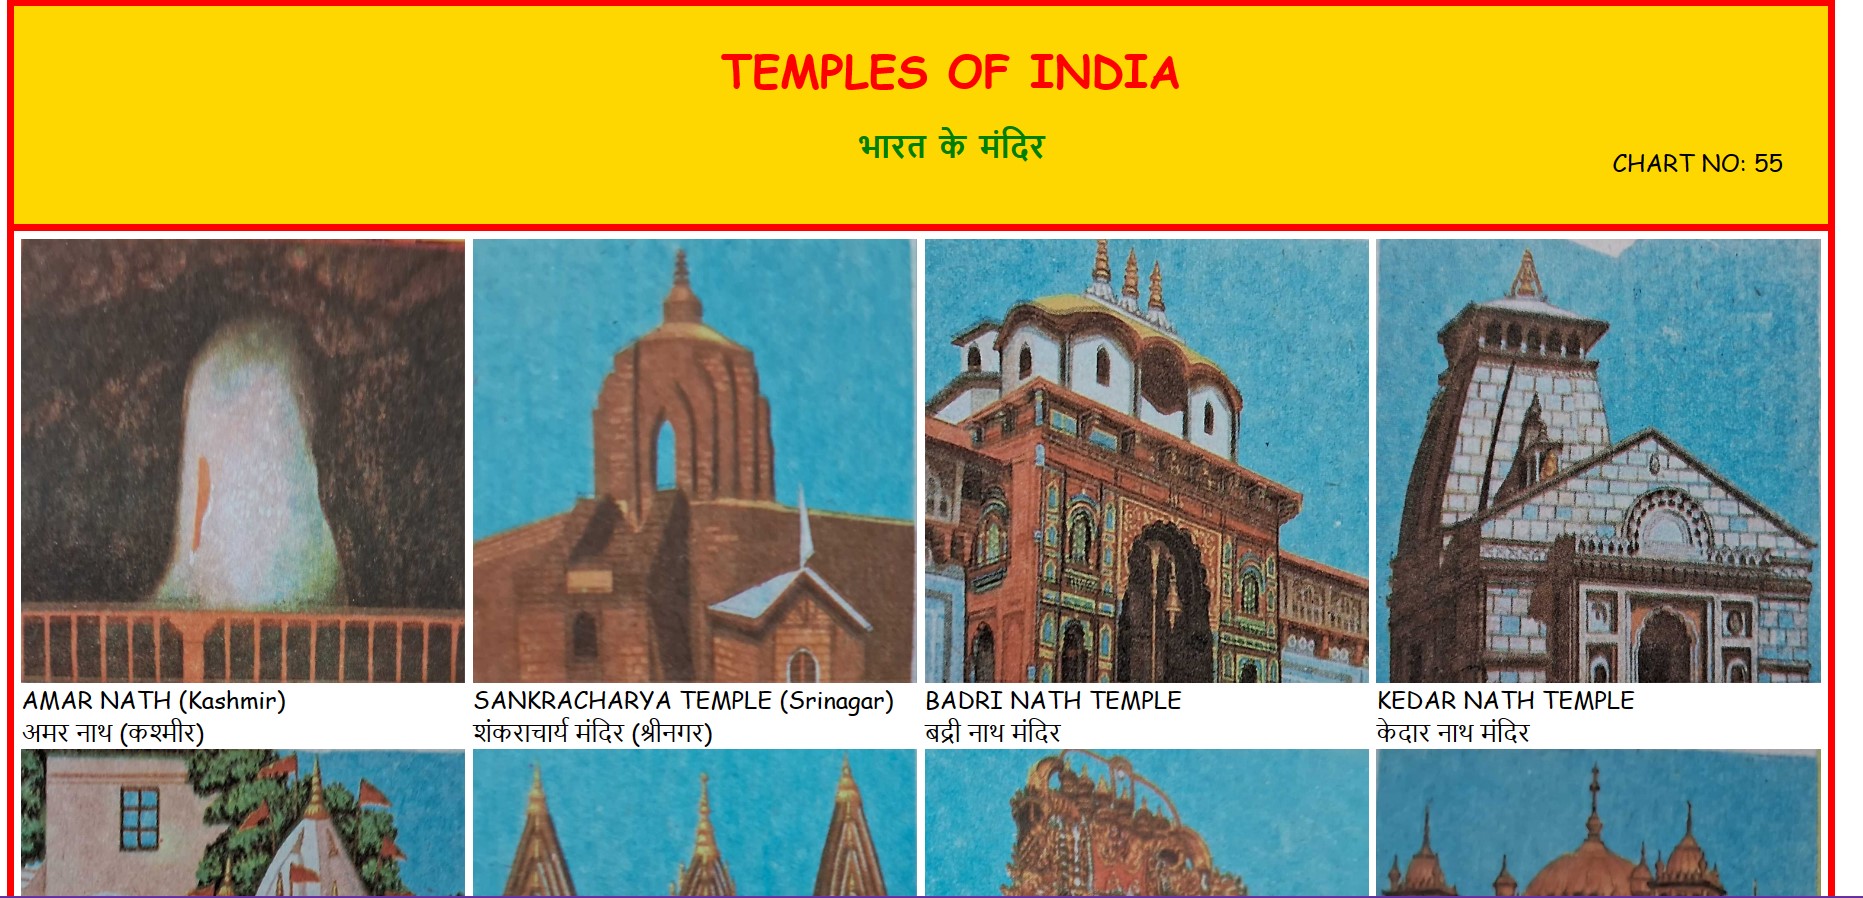 TEMPLES OF INDIA
भारत के मंदिर
CHART NO: 55
AMAR NATH (Kashmir)
अमर नाथ (कश्मीर)
SANKRACHARYA TEMPLE (Srinagar)
शंकराचार्य मंदिर (श्रीनगर)
BADRI NATH TEMPLE
बद्री नाथ मंदिर
KEDAR NATH TEMPLE
केदार नाथ मंदिर